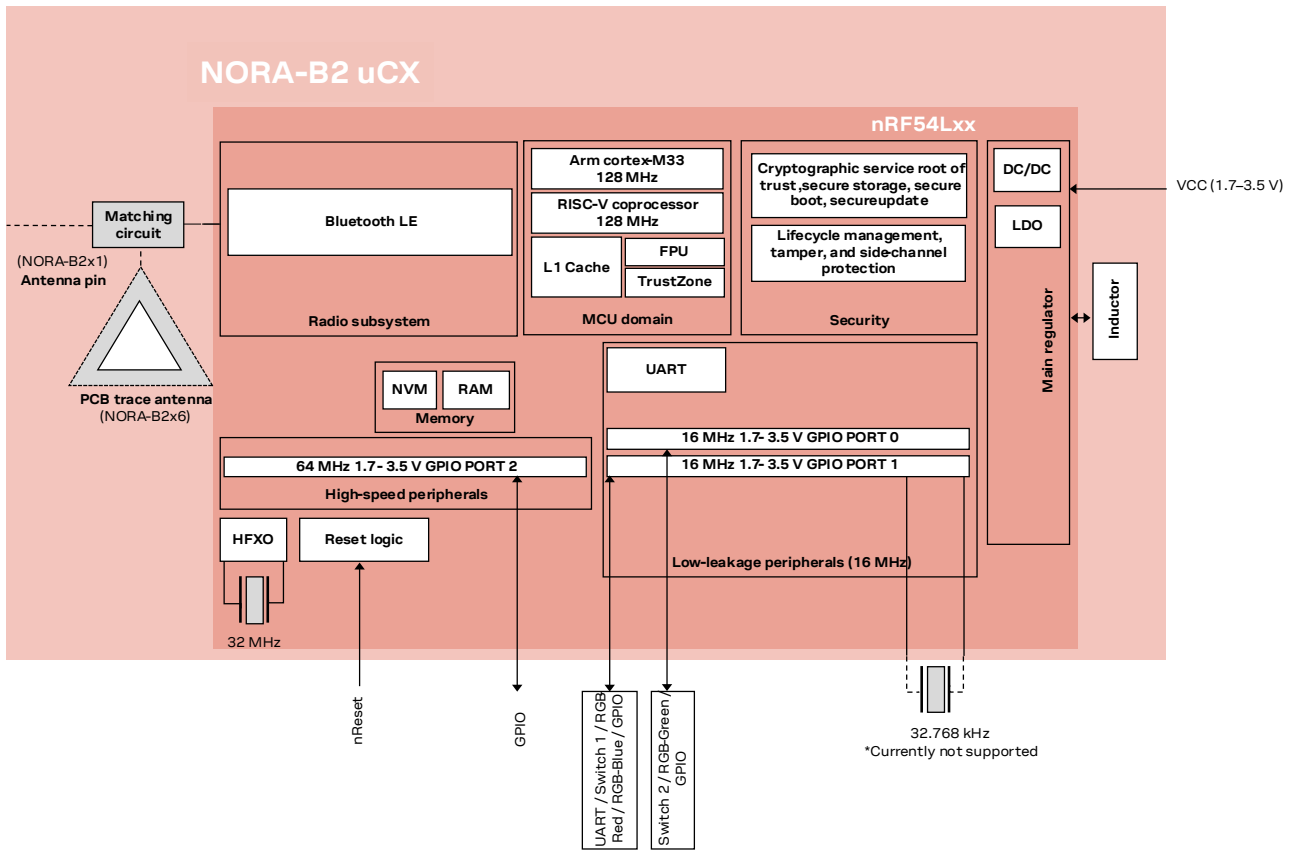 NORA-B2 uCX
nRF54Lxx
Arm cortex-M33
128 MHz
RISC-V coprocessor
128 MHz
L1 Cache
FPU
TrustZone
MCU domain
Bluetooth LE
Radio subsystem
Cryptographic service root of
trust ,secure storage, secure
boot, secureupdate
Lifecycle management,
tamper, and side-channel
protection
Security
DC/DC
LDO
Main regulator
VCC (1.7–3.5 V)
Inductor
Matching
circuit
(NORA-B2x1)
Antenna pin
PCB trace antenna
(NORA-B2x6)
NVM
RAM
Memory
UART
16 MHz 1.7- 3.5 V GPIO PORT 0
16 MHz 1.7- 3.5 V GPIO PORT 1
Low-leakage peripherals (16 MHz)
64 MHz 1.7- 3.5 V GPIO PORT 2
High-speed peripherals
HFXO
Reset logic
32 MHz
nReset
GPIO
UART / Switch 1 / RGB
Red / RGB-Blue / GPIO
Switch 2 / RGB-Green /
GPIO
32.768 kHz
*Currently not supported